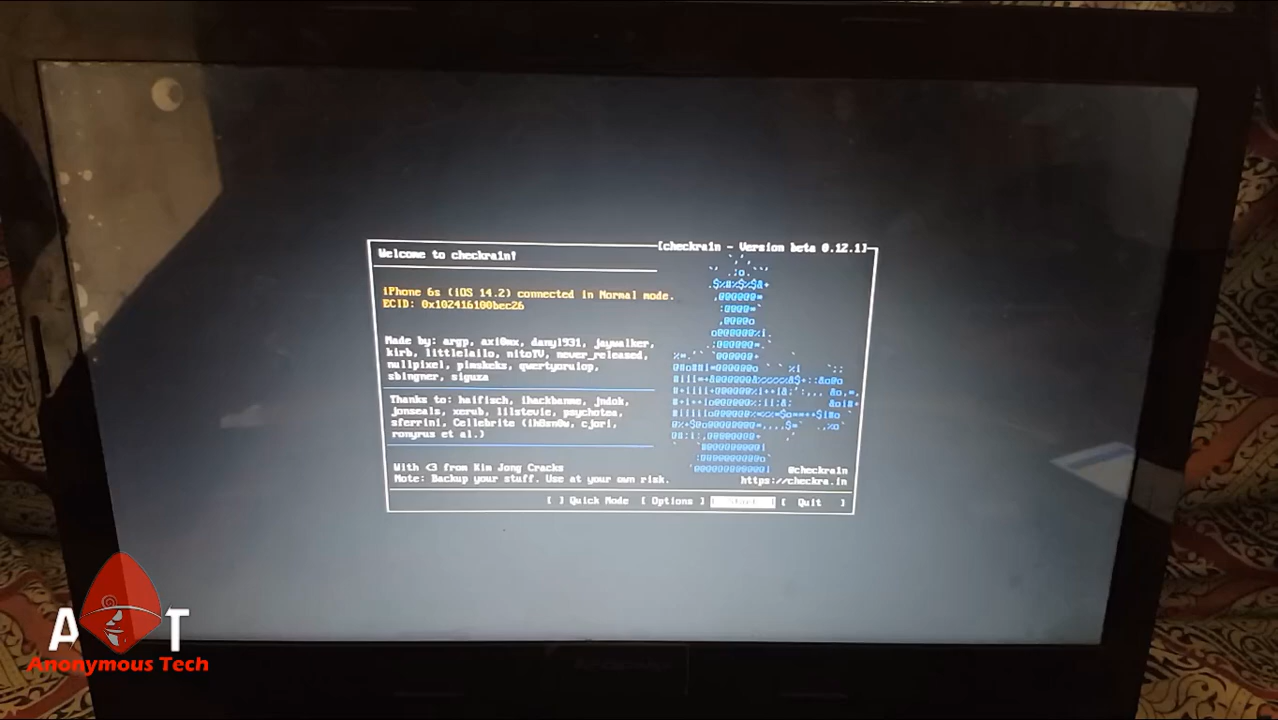 [checkra1n - Version beta 0.12.1]
Welcome to checkra1n!
iPhone 6s (iOS 14.2) connected in Normal mode.
ECID: 0x102416100bec26
Made by: argp, axi0mx, danyl931, jaywalker,
kirb, littlelailo, nitoTV, never_released,
nullpixel, pimskeks, qwertyoruiop,
sbingner, siguza
Thanks to: haifisch, ihackbanme, jndok,
jonseals, xerub, lilstevie, psychotea,
sferrini, Cellebrite (ih8sn0w, cjori,
ronyrus et al.)
With <3 from Kim Jong Cracks
Note: Backup your stuff. Use at your own risk.
@checkra1n
https://checkra.in
[ ] Quick Mode [ Options ] [ Start ] [ Quit ]
A T
Anonymous Tech